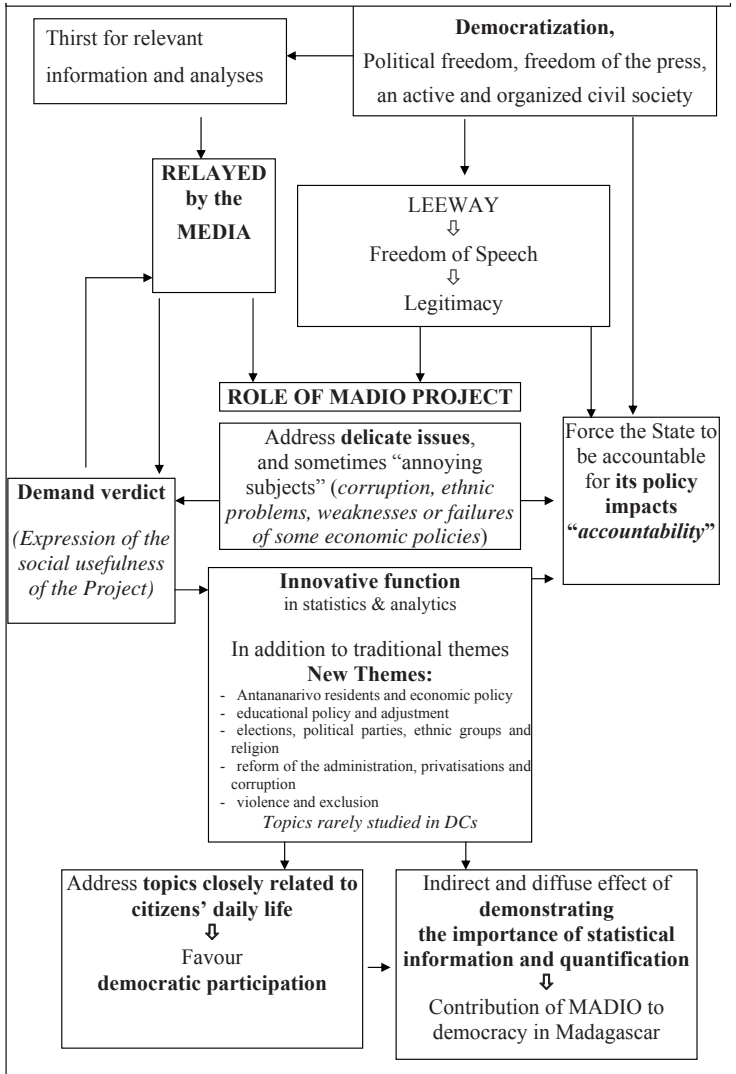 Thirst for relevant
information and analyses
Democratization,
Political freedom, freedom of the press,
an active and organized civil society
RELAYED
by the
MEDIA
LEEWAY
⇩
Freedom of Speech
⇩
Legitimacy
ROLE OF MADIO PROJECT
Address delicate issues,
and sometimes “annoying
subjects” (corruption, ethnic
problems, weaknesses or failures
of some economic policies)
Force the State to
be accountable
for its policy
impacts
“accountability”
Demand verdict
(Expression of the
social usefulness
of the Project)
Innovative function
in statistics & analytics
In addition to traditional themes
New Themes:
- Antananarivo residents and economic policy
- educational policy and adjustment
- elections, political parties, ethnic groups and
religion
- reform of the administration, privatisations and
corruption
- violence and exclusion
Topics rarely studied in DCs
Address topics closely related to
citizens’ daily life
⇩
Favour
democratic participation
Indirect and diffuse effect of
demonstrating
the importance of statistical
information and quantification
⇩
Contribution of MADIO to
democracy in Madagascar